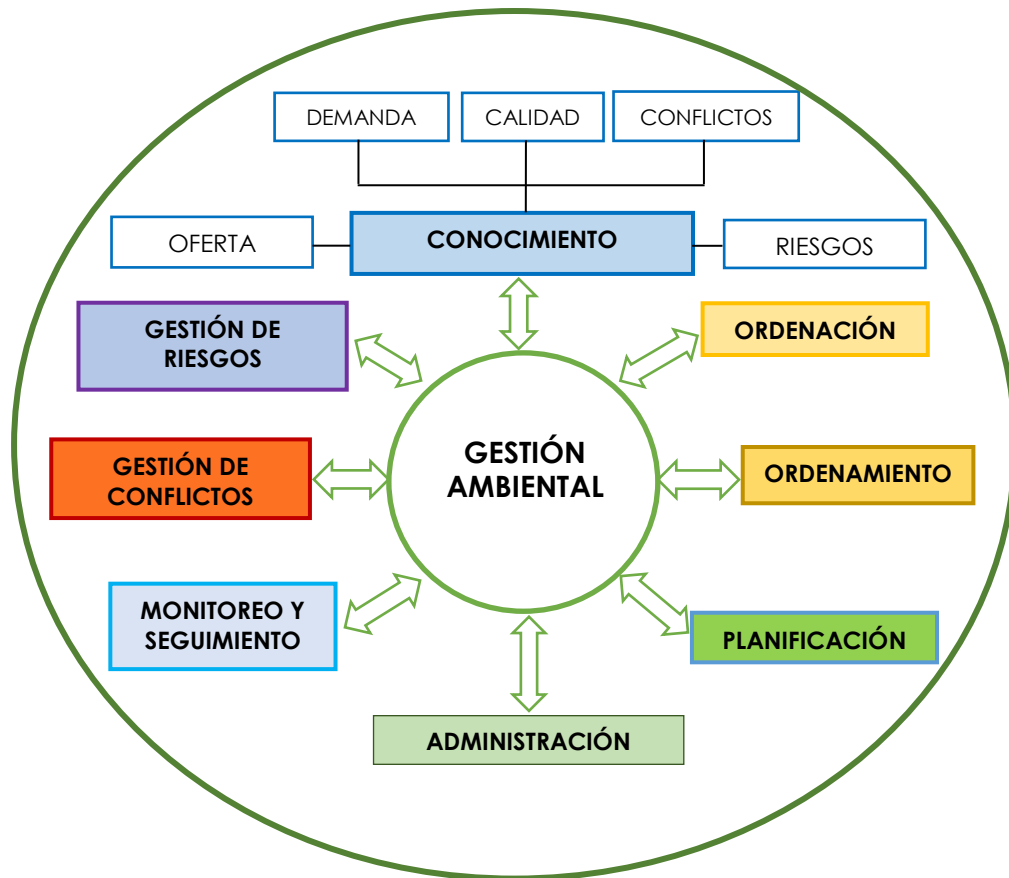 DEMANDA
CALIDAD
CONFLICTOS
OFERTA
CONOCIMIENTO
RIESGOS
GESTIÓN DE
RIESGOS
ORDENACIÓN
GESTIÓN DE
CONFLICTOS
GESTIÓN
AMBIENTAL
ORDENAMIENTO
MONITOREO Y
SEGUIMIENTO
PLANIFICACIÓN
ADMINISTRACIÓN